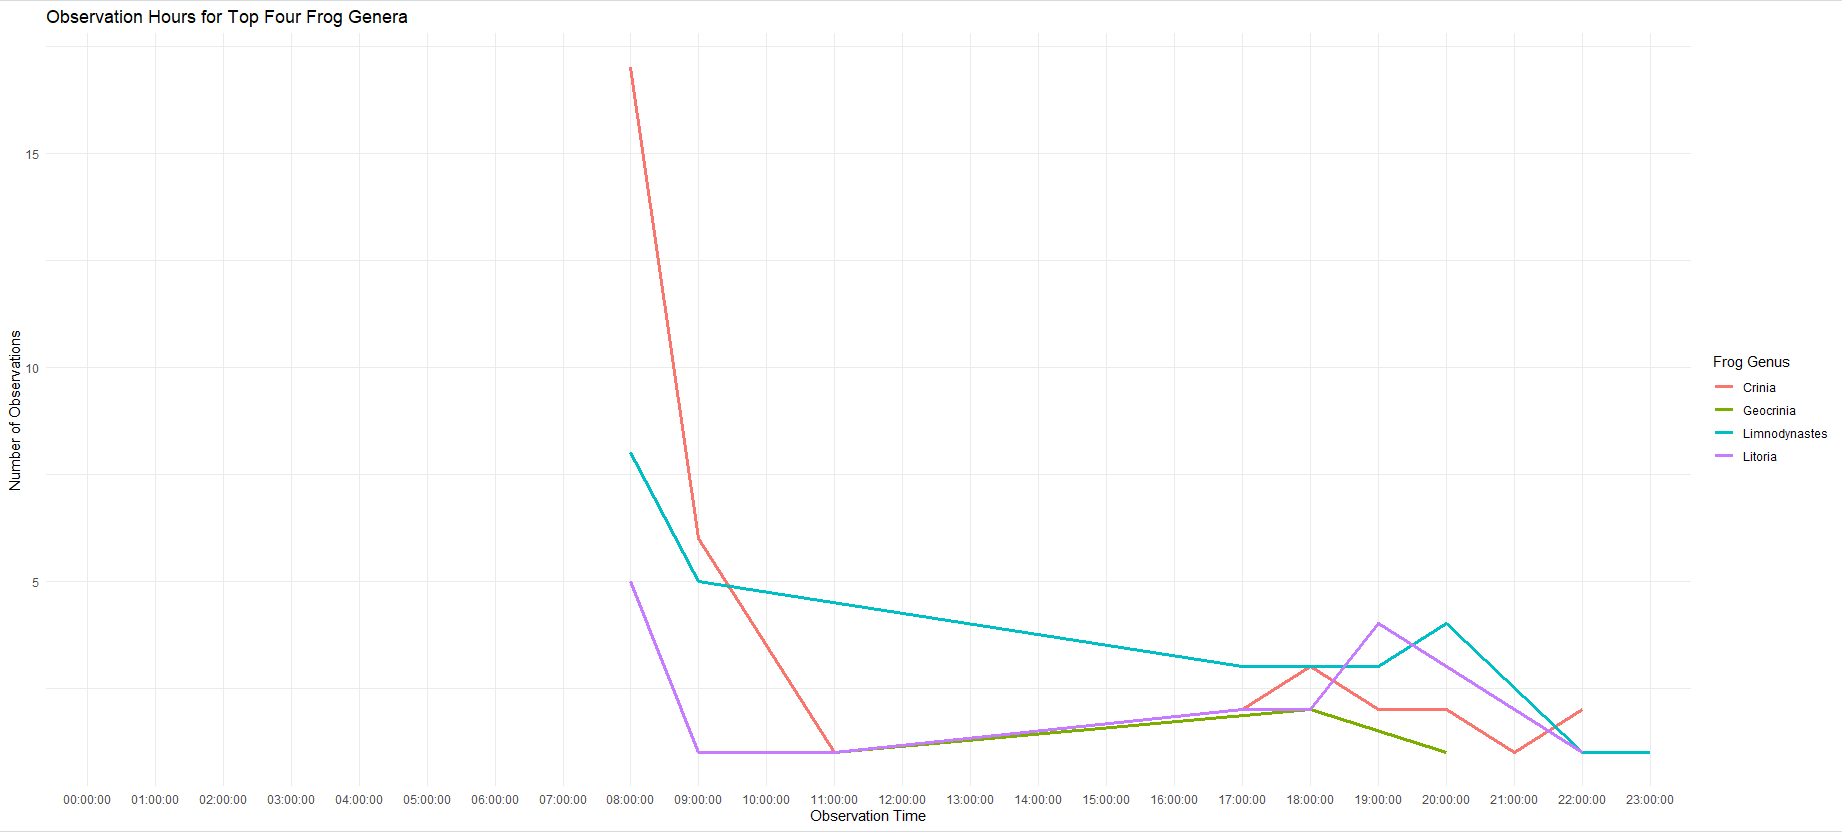 Observation Hours for Top Four Frog Genera
Number of Observations
15
10
5
00:00:00 01:00:00 02:00:00 03:00:00 04:00:00 05:00:00 06:00:00 07:00:00 08:00:00 09:00:00 10:00:00 11:00:00 12:00:00 13:00:00 14:00:00 15:00:00 16:00:00 17:00:00 18:00:00 19:00:00 20:00:00 21:00:00 22:00:00 23:00:00
Observation Time
Frog Genus
Crinia
Geocrinia
Limnodynastes
Litoria